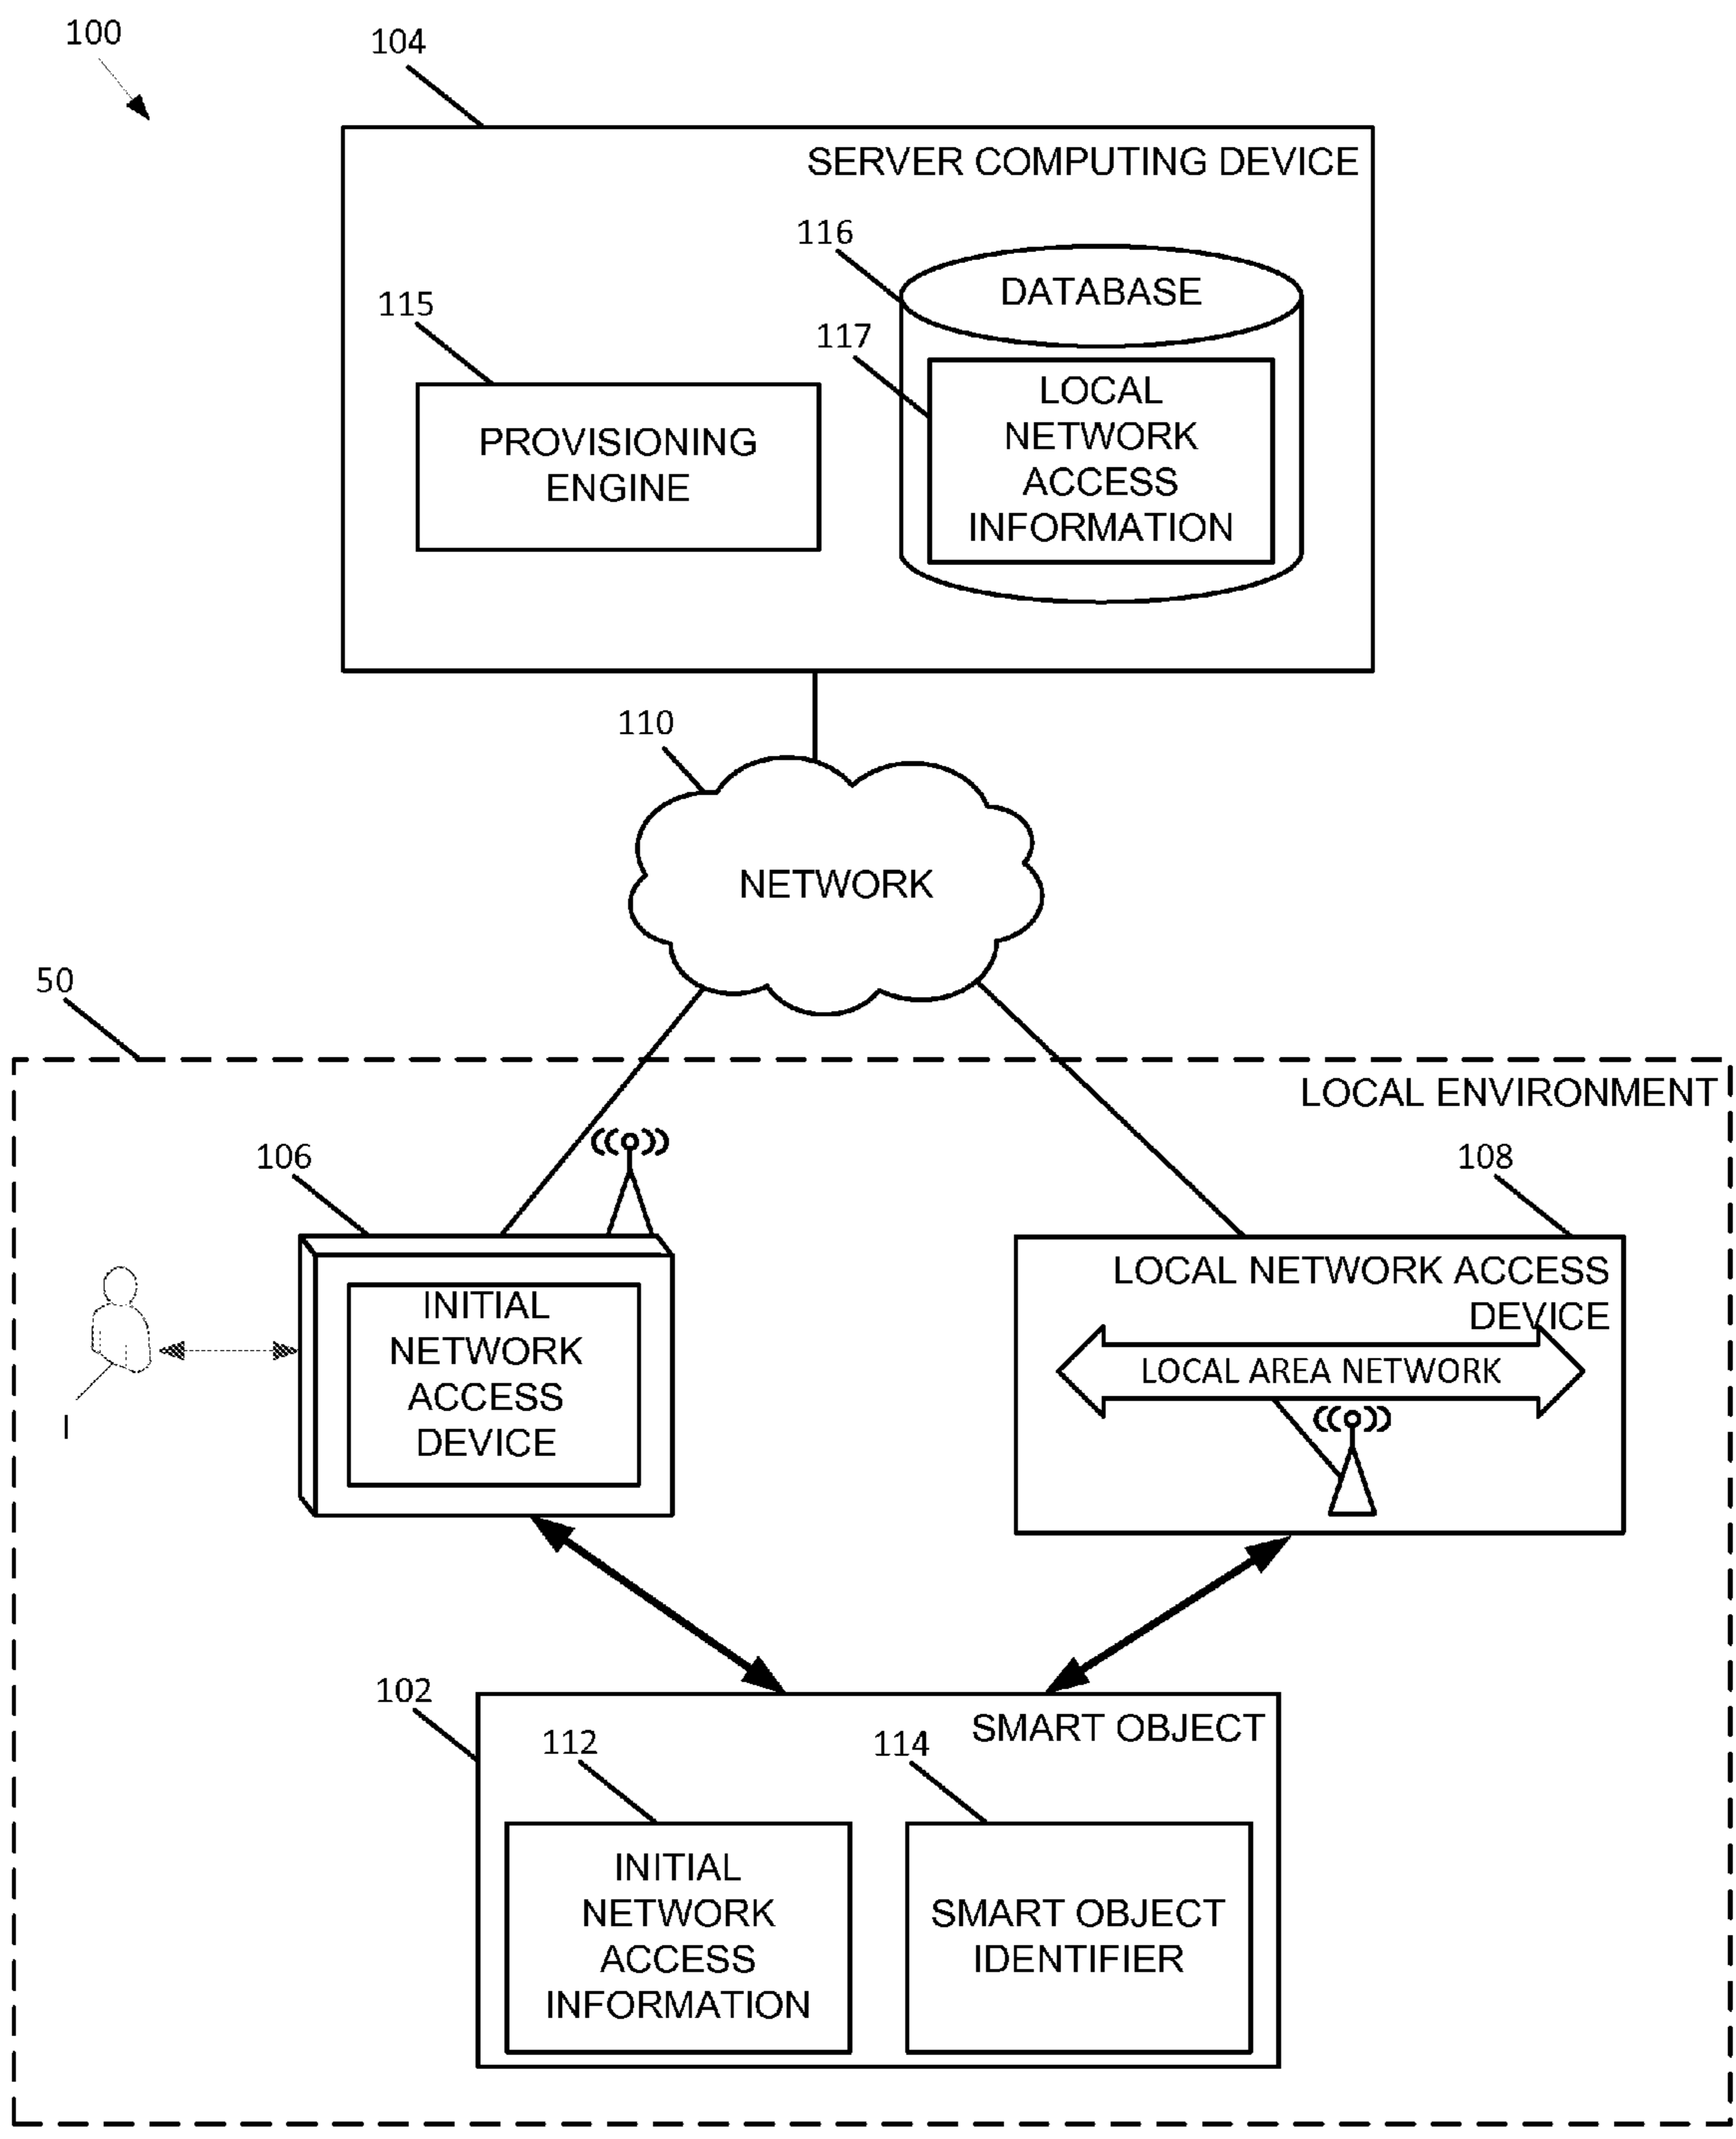 100
104
SERVER COMPUTING DEVICE
116
DATABASE
115
117
LOCAL
NETWORK
ACCESS
INFORMATION
PROVISIONING
ENGINE
110
NETWORK
50
LOCAL ENVIRONMENT
106
108
INITIAL
NETWORK
ACCESS
DEVICE
I
LOCAL NETWORK ACCESS
DEVICE
LOCAL AREA NETWORK
102
SMART OBJECT
112
114
INITIAL
NETWORK
ACCESS
INFORMATION
SMART OBJECT
IDENTIFIER